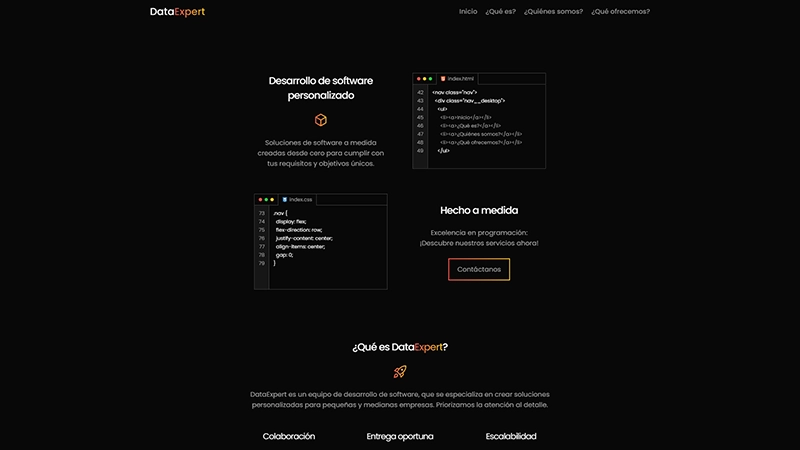 DataExpert
Inicio ¿Qué es? ¿Quiénes somos? ¿Qué ofrecemos?
Desarrollo de software
personalizado
Soluciones de software a medida
creadas desde cero para cumplir con
tus requisitos y objetivos únicos.
index.html
42 <nav class="nav">
43 <div class="nav__desktop">
44 <ul>
45 <li><a>Inicio</a></li>
46 <li><a>¿Qué es?</a></li>
47 <li><a>¿Quiénes somos?</a></li>
48 <li><a>¿Qué ofrecemos?</a></li>
49 </ul>
index.css
73 .nav {
74 display: flex;
75 flex-direction: row;
76 justify-content: center;
77 align-items: center;
78 gap: 0;
79 }
Hecho a medida
Excelencia en programación:
¡Descubre nuestros servicios ahora!
Contáctanos
¿Qué es DataExpert?
DataExpert es un equipo de desarrollo de software, que se especializa en crear soluciones
personalizadas para pequeñas y medianas empresas. Priorizamos la atención al detalle.
Colaboración Entrega oportuna Escalabilidad